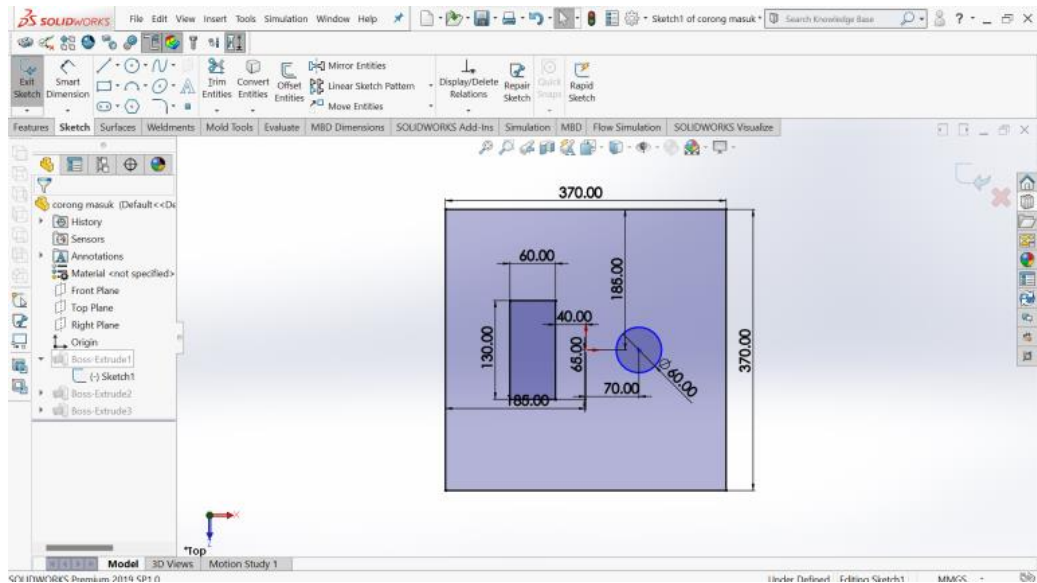 SOLIDWORKS File Edit View Insert Tools Simulation Window Help Sketch1 of corong masuk * Search Knowledge Base
Exit Sketch Smart Dimension Trim Entities Convert Entities Offset Entities Mirror Entities Linear Sketch Pattern Move Entities Display/Delete Relations Repair Sketch Quick Snaps Rapid Sketch
Features Sketch Surfaces Weldments Mold Tools Evaluate MBD Dimensions SOLIDWORKS Add-Ins Simulation MBD Flow Simulation SOLIDWORKS Visualize
corong masuk (Default<<De
History
Sensors
Annotations
Material <not specified>
Front Plane
Top Plane
Right Plane
Origin
Boss-Extrude1
(-) Sketch1
Boss-Extrude2
Boss-Extrude3
370.00
60.00
185.00
40.00
130.00
65.00
370.00
Ø60.00
70.00
185.00
*Top
Model 3D Views Motion Study 1
SOLIDWORKS Premium 2019 SP1.0 Under Defined Editing Sketch1 MMGS